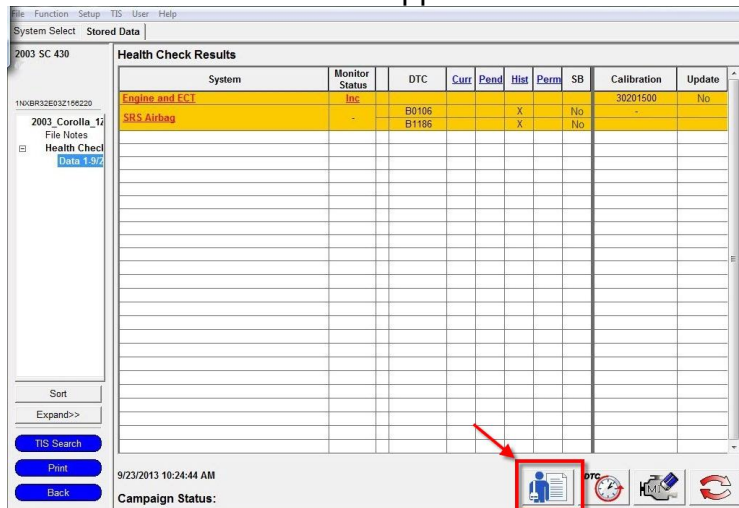 File Function Setup TIS User Help
System Select Stored Data
2003 SC 430
Health Check Results
System Monitor Status DTC Curr Pend Hist Perm SB Calibration Update
Engine and ECT Inc 30201500 No
SRS Airbag - B0106 X No -
B1186 X No
1NXBR32E03Z156220
2003_Corolla_1Z
File Notes
Health Check
Data 1-9/2
Sort
Expand>>
TIS Search
Print
Back
9/23/2013 10:24:44 AM
Campaign Status:
DTC
I/M